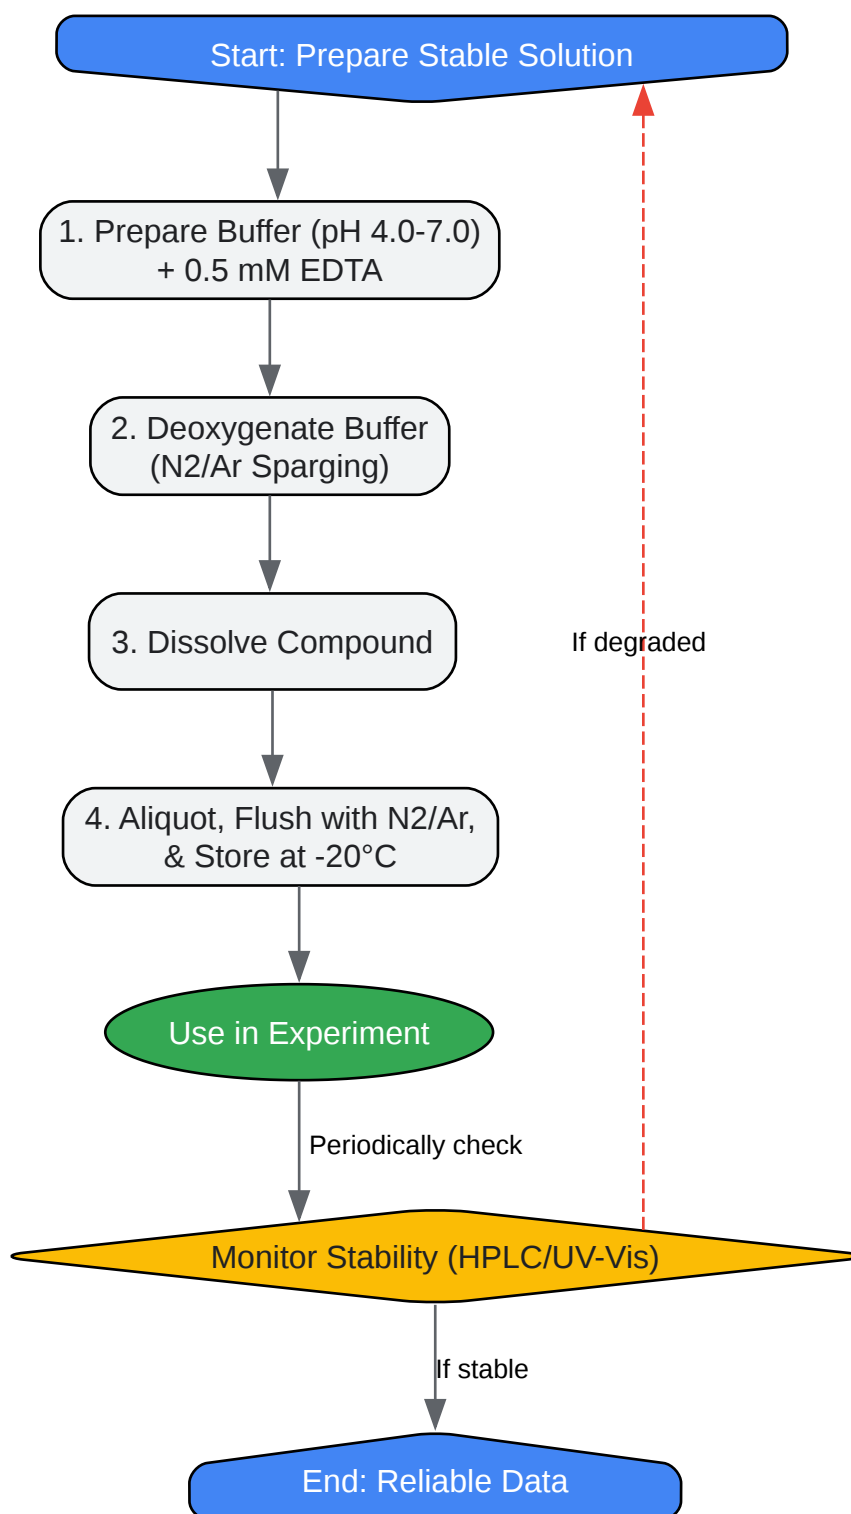 Start: Prepare Stable Solution
1. Prepare Buffer (pH 4.0-7.0)
+ 0.5 mM EDTA
2. Deoxygenate Buffer
(N2/Ar Sparging)
3. Dissolve Compound
If degraded
4. Aliquot, Flush with N2/Ar,
& Store at -20°C
Use in Experiment
Periodically check
Monitor Stability (HPLC/UV-Vis)
If stable
End: Reliable Data